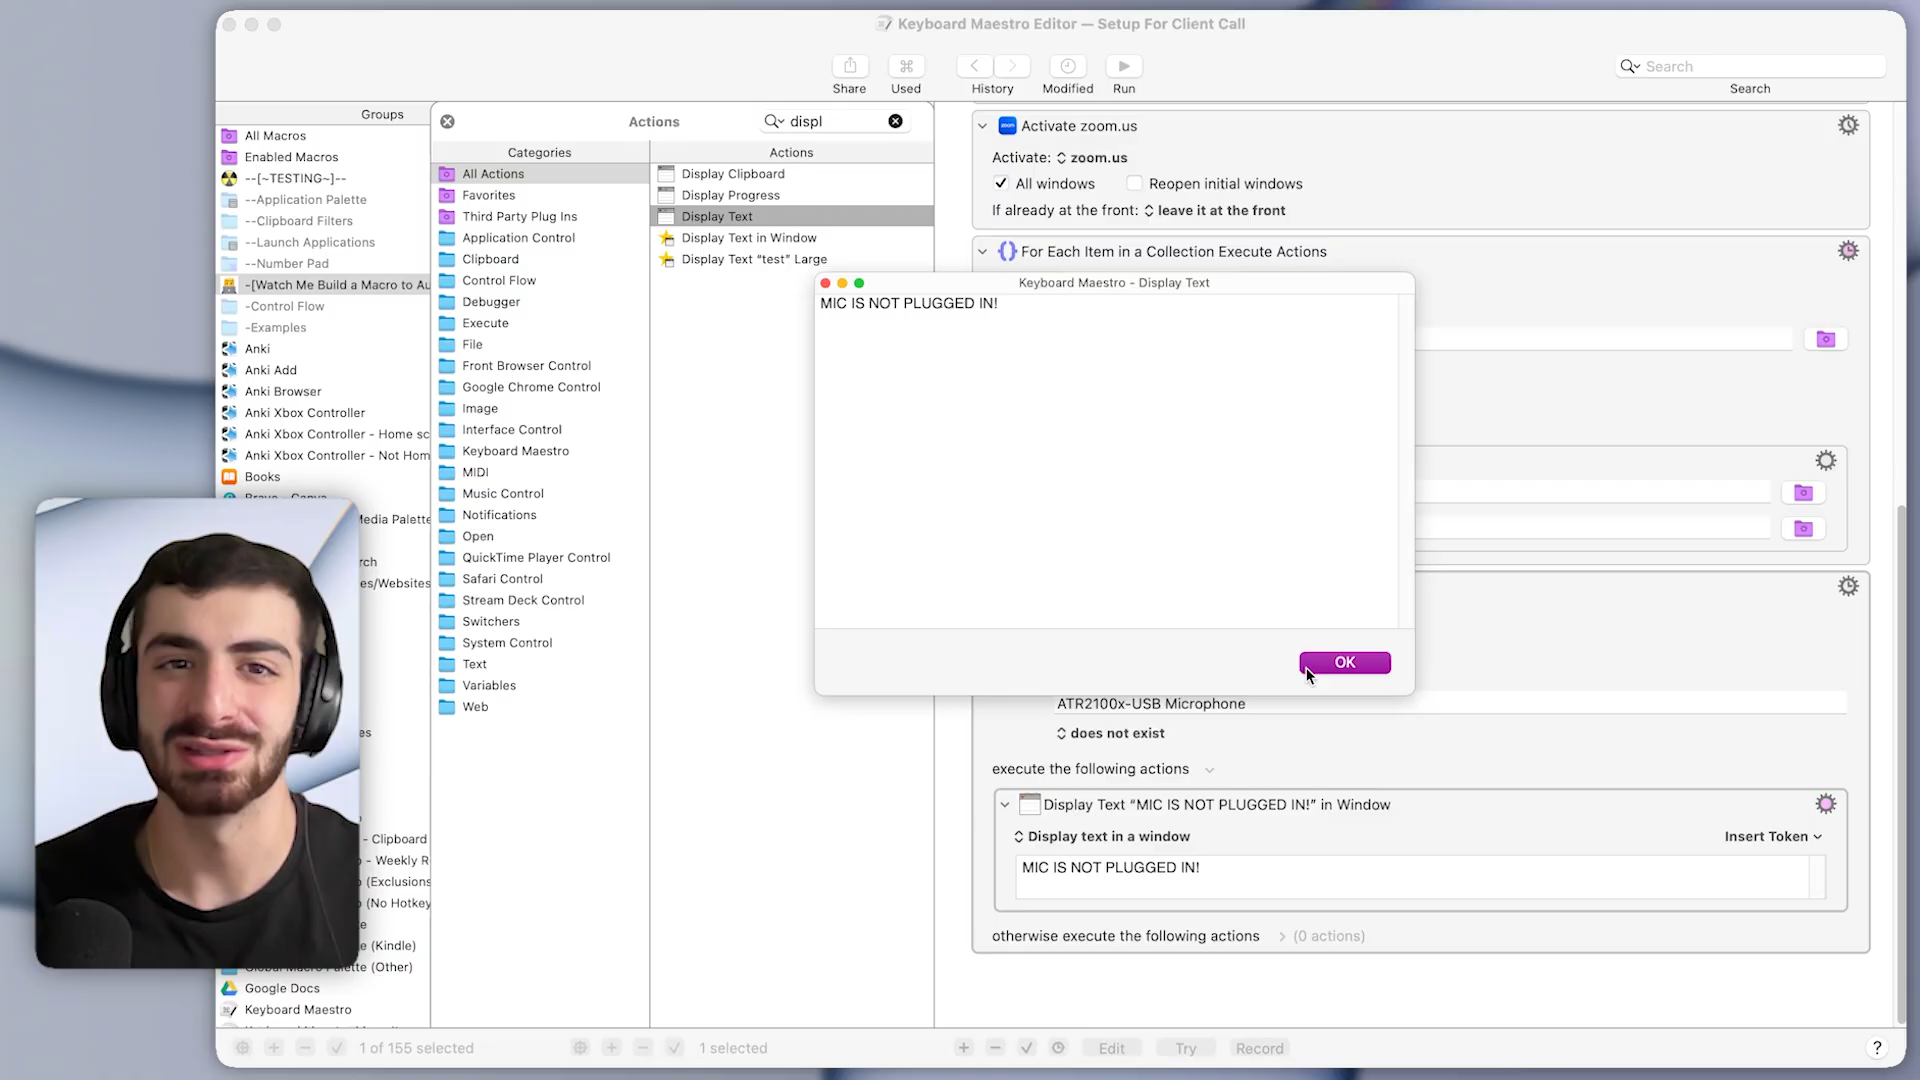 Keyboard Maestro Editor — Setup For Client Call
Share
Used
History
Modified
Run
Search
Search
Groups
All Macros
Enabled Macros
--[~TESTING~]--
--Application Palette
--Clipboard Filters
--Launch Applications
--Number Pad
-[Watch Me Build a Macro to Au
-Control Flow
-Examples
Anki
Anki Add
Anki Browser
Anki Xbox Controller
Anki Xbox Controller - Home sc
Anki Xbox Controller - Not Hom
Books
Media Palette
rch
es/Websites
es
- Clipboard
- Weekly R
(Exclusions
(No Hotkey
e
e (Kindle)
Global Macro Palette (Other)
Google Docs
Keyboard Maestro
1 of 155 selected
Actions
displ
Categories
All Actions
Favorites
Third Party Plug Ins
Application Control
Clipboard
Control Flow
Debugger
Execute
File
Front Browser Control
Google Chrome Control
Image
Interface Control
Keyboard Maestro
MIDI
Music Control
Notifications
Open
QuickTime Player Control
Safari Control
Stream Deck Control
Switchers
System Control
Text
Variables
Web
Actions
Display Clipboard
Display Progress
Display Text
Display Text in Window
Display Text “test” Large
1 selected
Keyboard Maestro - Display Text
MIC IS NOT PLUGGED IN!
OK
Activate zoom.us
Activate: zoom.us
All windows
Reopen initial windows
If already at the front: leave it at the front
For Each Item in a Collection Execute Actions
ATR2100x-USB Microphone
does not exist
execute the following actions
Display Text “MIC IS NOT PLUGGED IN!” in Window
Display text in a window
Insert Token
MIC IS NOT PLUGGED IN!
otherwise execute the following actions
(0 actions)
Edit
Try
Record
?